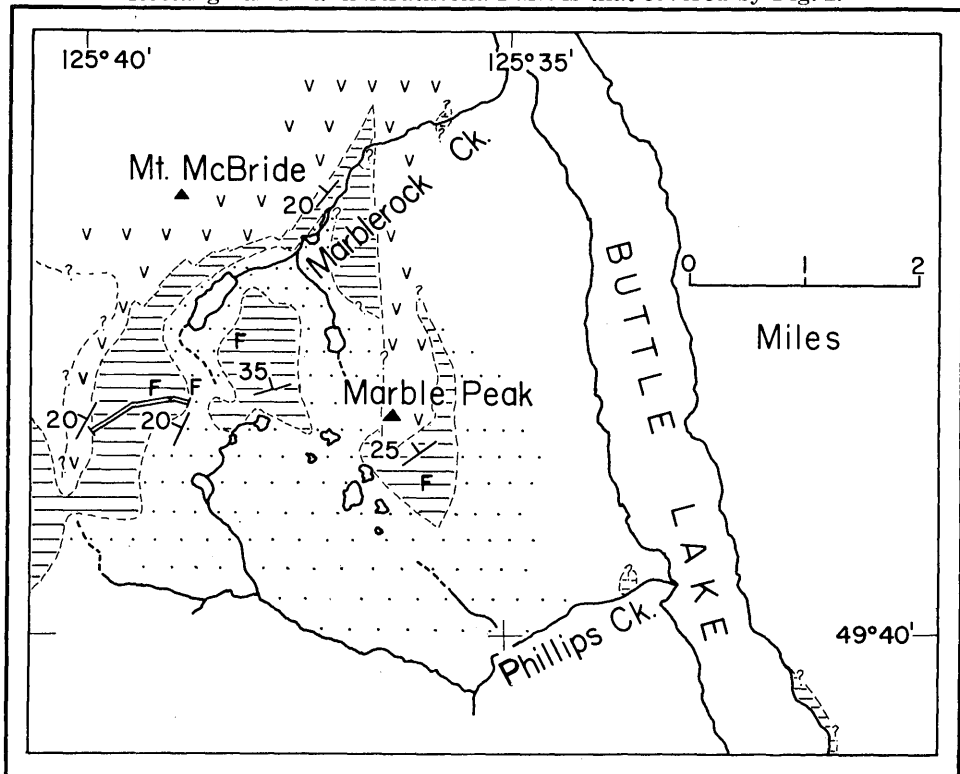 125° 40'
125° 35'
Ck.
Mt. McBride
20
Marblerock
BUTTLE LAKE
0 1 2
Miles
F
35
Marble Peak
F F
20
20
25
F
Phillips Ck.
49° 40'